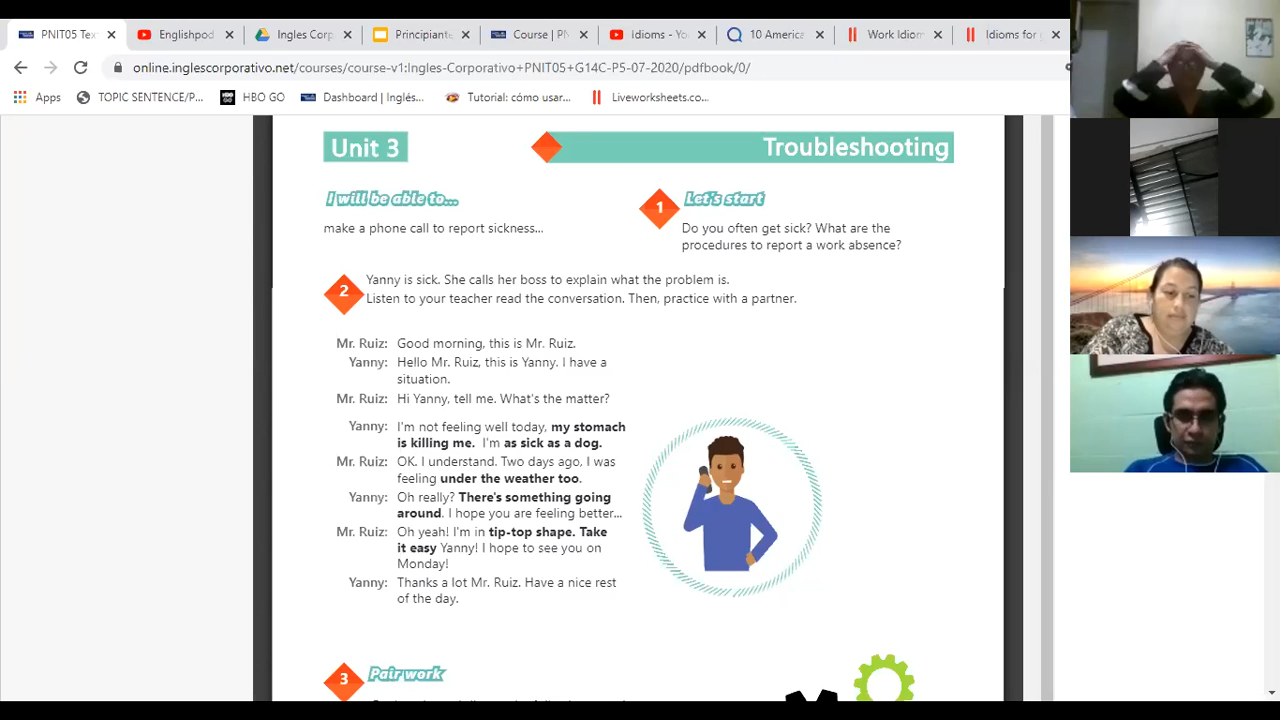 PNIT05 Tex
Englishpod
Ingles Corp
Principiante
Course | PN
Idioms - Yo
10 America
Work Idiom
Idioms for
online.inglescorporativo.net/courses/course-v1:Ingles-Corporativo+PNIT05+G14C-P5-07-2020/pdfbook/0/
Apps
TOPIC SENTENCE/P...
HBO GO
Dashboard | Inglés...
Tutorial: cómo usar...
Liveworksheets.co...
Unit 3
Troubleshooting
I will be able to...
make a phone call to report sickness...
1
Let's start
Do you often get sick? What are the
procedures to report a work absence?
2
Yanny is sick. She calls her boss to explain what the problem is.
Listen to your teacher read the conversation. Then, practice with a partner.
Mr. Ruiz: Good morning, this is Mr. Ruiz.
Yanny: Hello Mr. Ruiz, this is Yanny. I have a
situation.
Mr. Ruiz: Hi Yanny, tell me. What's the matter?
Yanny: I'm not feeling well today, my stomach
is killing me. I'm as sick as a dog.
Mr. Ruiz: OK. I understand. Two days ago, I was
feeling under the weather too.
Yanny: Oh really? There's something going
around. I hope you are feeling better...
Mr. Ruiz: Oh yeah! I'm in tip-top shape. Take
it easy Yanny! I hope to see you on
Monday!
Yanny: Thanks a lot Mr. Ruiz. Have a nice rest
of the day.
3
Pair work